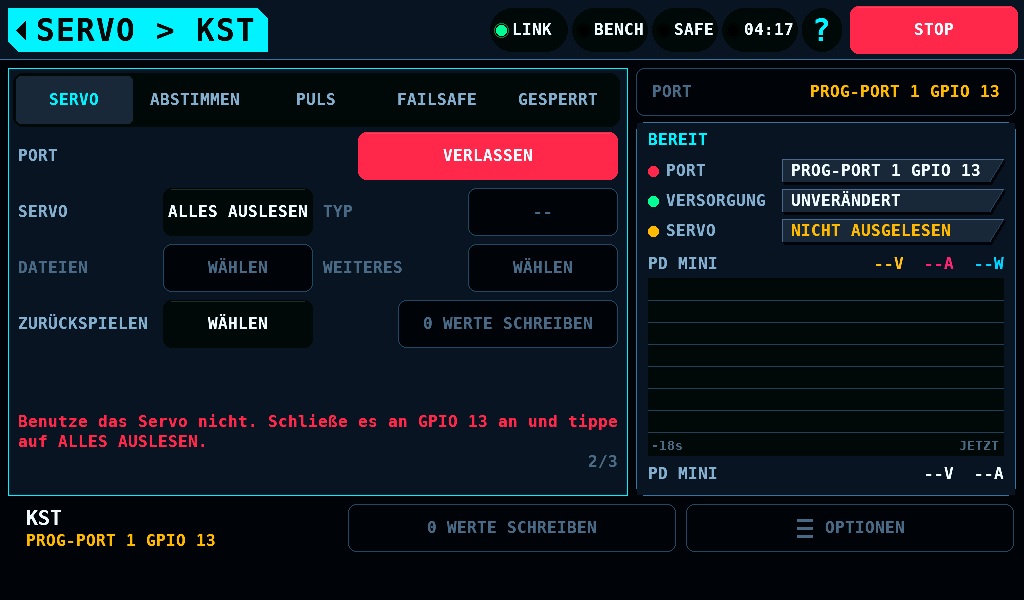 SERVO > KST
LINK
BENCH
SAFE
04:17
?
STOP
SERVO
ABSTIMMEN
PULS
FAILSAFE
GESPERRT
PORT
VERLASSEN
SERVO
ALLES AUSLESEN
TYP
--
DATEIEN
WÄHLEN
WEITERES
WÄHLEN
ZURÜCKSPIELEN
WÄHLEN
0 WERTE SCHREIBEN
Benutze das Servo nicht. Schließe es an GPIO 13 an und tippe
auf ALLES AUSLESEN.
2/3
PORT
PROG-PORT 1 GPIO 13
BEREIT
PORT
PROG-PORT 1 GPIO 13
VERSORGUNG
UNVERÄNDERT
SERVO
NICHT AUSGELESEN
PD MINI
--V
--A
--W
-18s
JETZT
PD MINI
--V
--A
KST
PROG-PORT 1 GPIO 13
0 WERTE SCHREIBEN
OPTIONEN